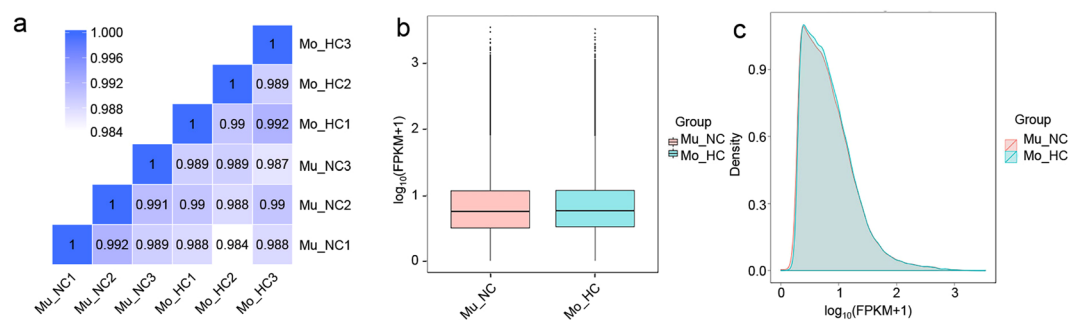 a
1.000
0.996
0.992
0.988
0.984
1 Mo_HC3
1 0.989 Mo_HC2
1 0.99 0.992 Mo_HC1
1 0.989 0.989 0.987 Mu_NC3
1 0.991 0.99 0.988 0.99 Mu_NC2
1 0.992 0.989 0.988 0.984 0.988 Mu_NC1
Mu_NC1 Mu_NC2 Mu_NC3 Mo_HC1 Mo_HC2 Mo_HC3
b
log10(FPKM+1)
3
2
1
0
Mu_NC Mo_HC
Group
Mu_NC
Mo_HC
c
Density
0.9
0.6
0.3
0.0
0 1 2 3
log10(FPKM+1)
Group
Mu_NC
Mo_HC